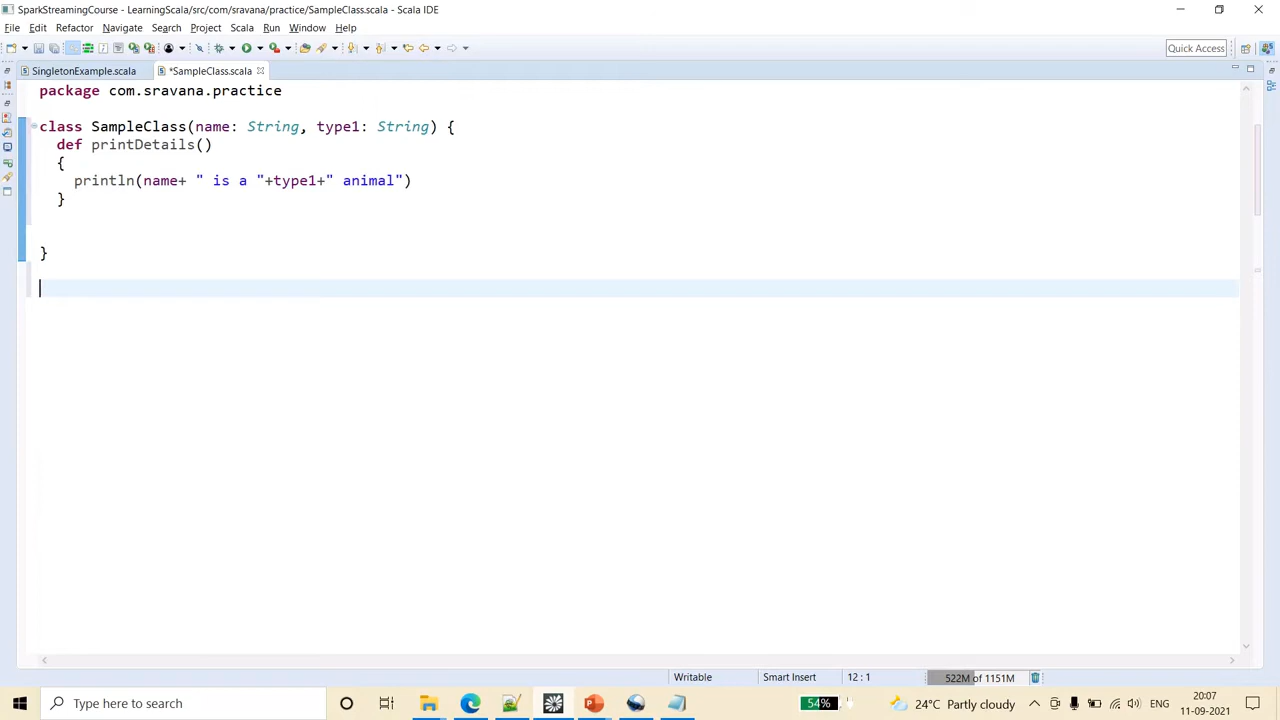 SparkStreamingCourse - LearningScala/src/com/sravana/practice/SampleClass.scala - Scala IDE
File Edit Refactor Navigate Search Project Scala Run Window Help
Quick Access
SingletonExample.scala *SampleClass.scala
package com.sravana.practice
class SampleClass(name: String, type1: String) {
def printDetails()
{
println(name+ " is a "+type1+" animal")
}
}
Writable Smart Insert 12 : 1 522M of 1151M
Type here to search 54% 24°C Partly cloudy ENG 20:07
11-09-2021